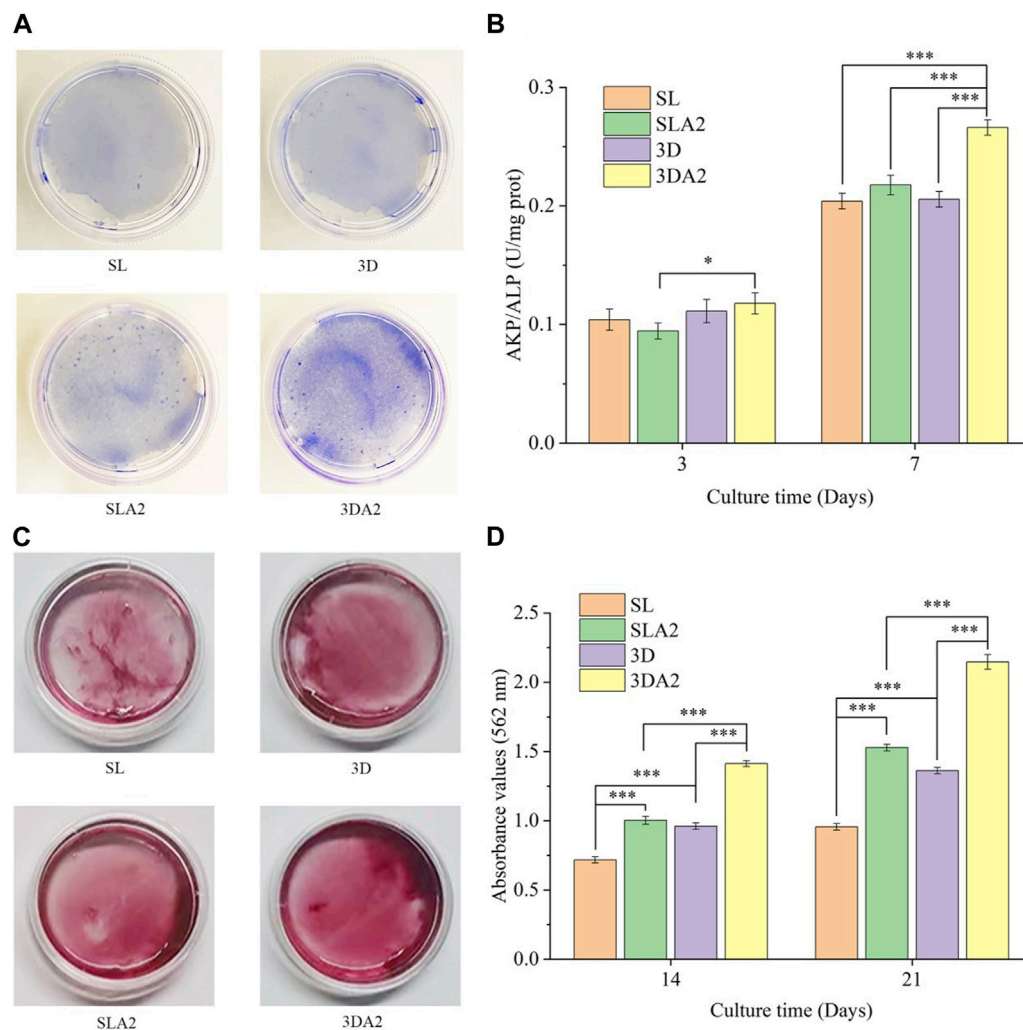 A
SL
3D
SLA2
3DA2
B
AKP/ALP (U/mg prot)
0.3
0.2
0.1
0.0
SL
SLA2
3D
3DA2
*
***
***
***
3
7
Culture time (Days)
C
SL
3D
SLA2
3DA2
D
Absorbance values (562 nm)
2.5
2.0
1.5
1.0
0.5
0.0
SL
SLA2
3D
3DA2
***
***
***
***
***
***
***
***
14
21
Culture time (Days)